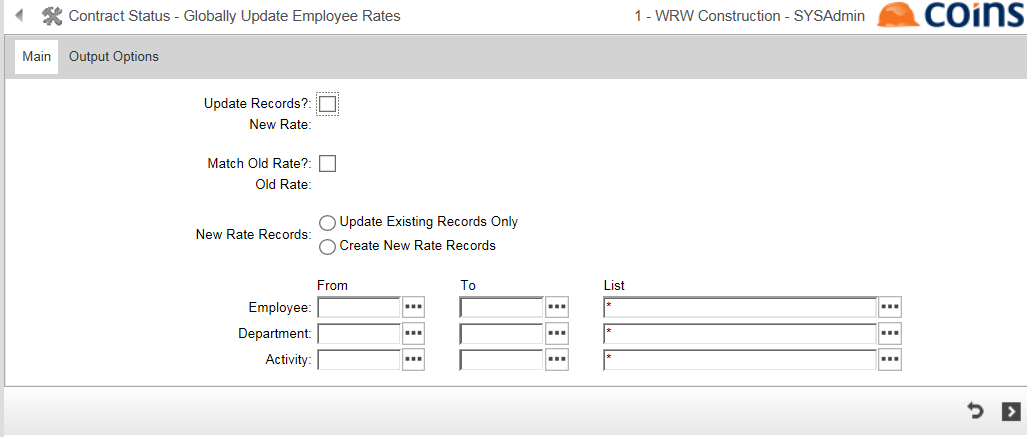 Contract Status - Globally Update Employee Rates
1 - WRW Construction - SYSAdmin
coins
Main
Output Options
Update Records?:
New Rate:
Match Old Rate?:
Old Rate:
New Rate Records:
Update Existing Records Only
Create New Rate Records
From To List
Employee: *
Department: *
Activity: *